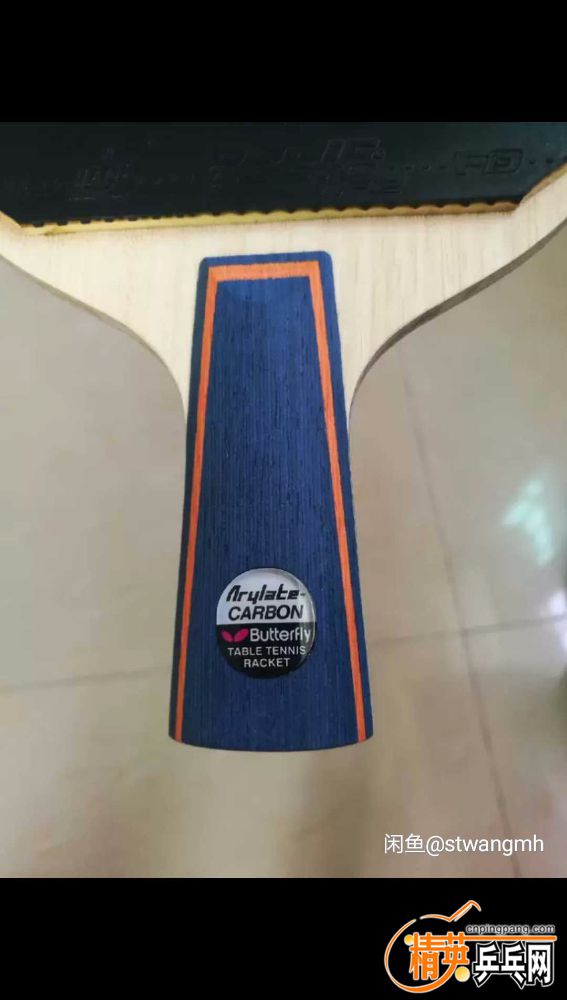 Arylate-
CARBON
Butterfly
TABLE TENNIS
RACKET
闲鱼@stwangmh
cnpingpang.com
精英乒乓网